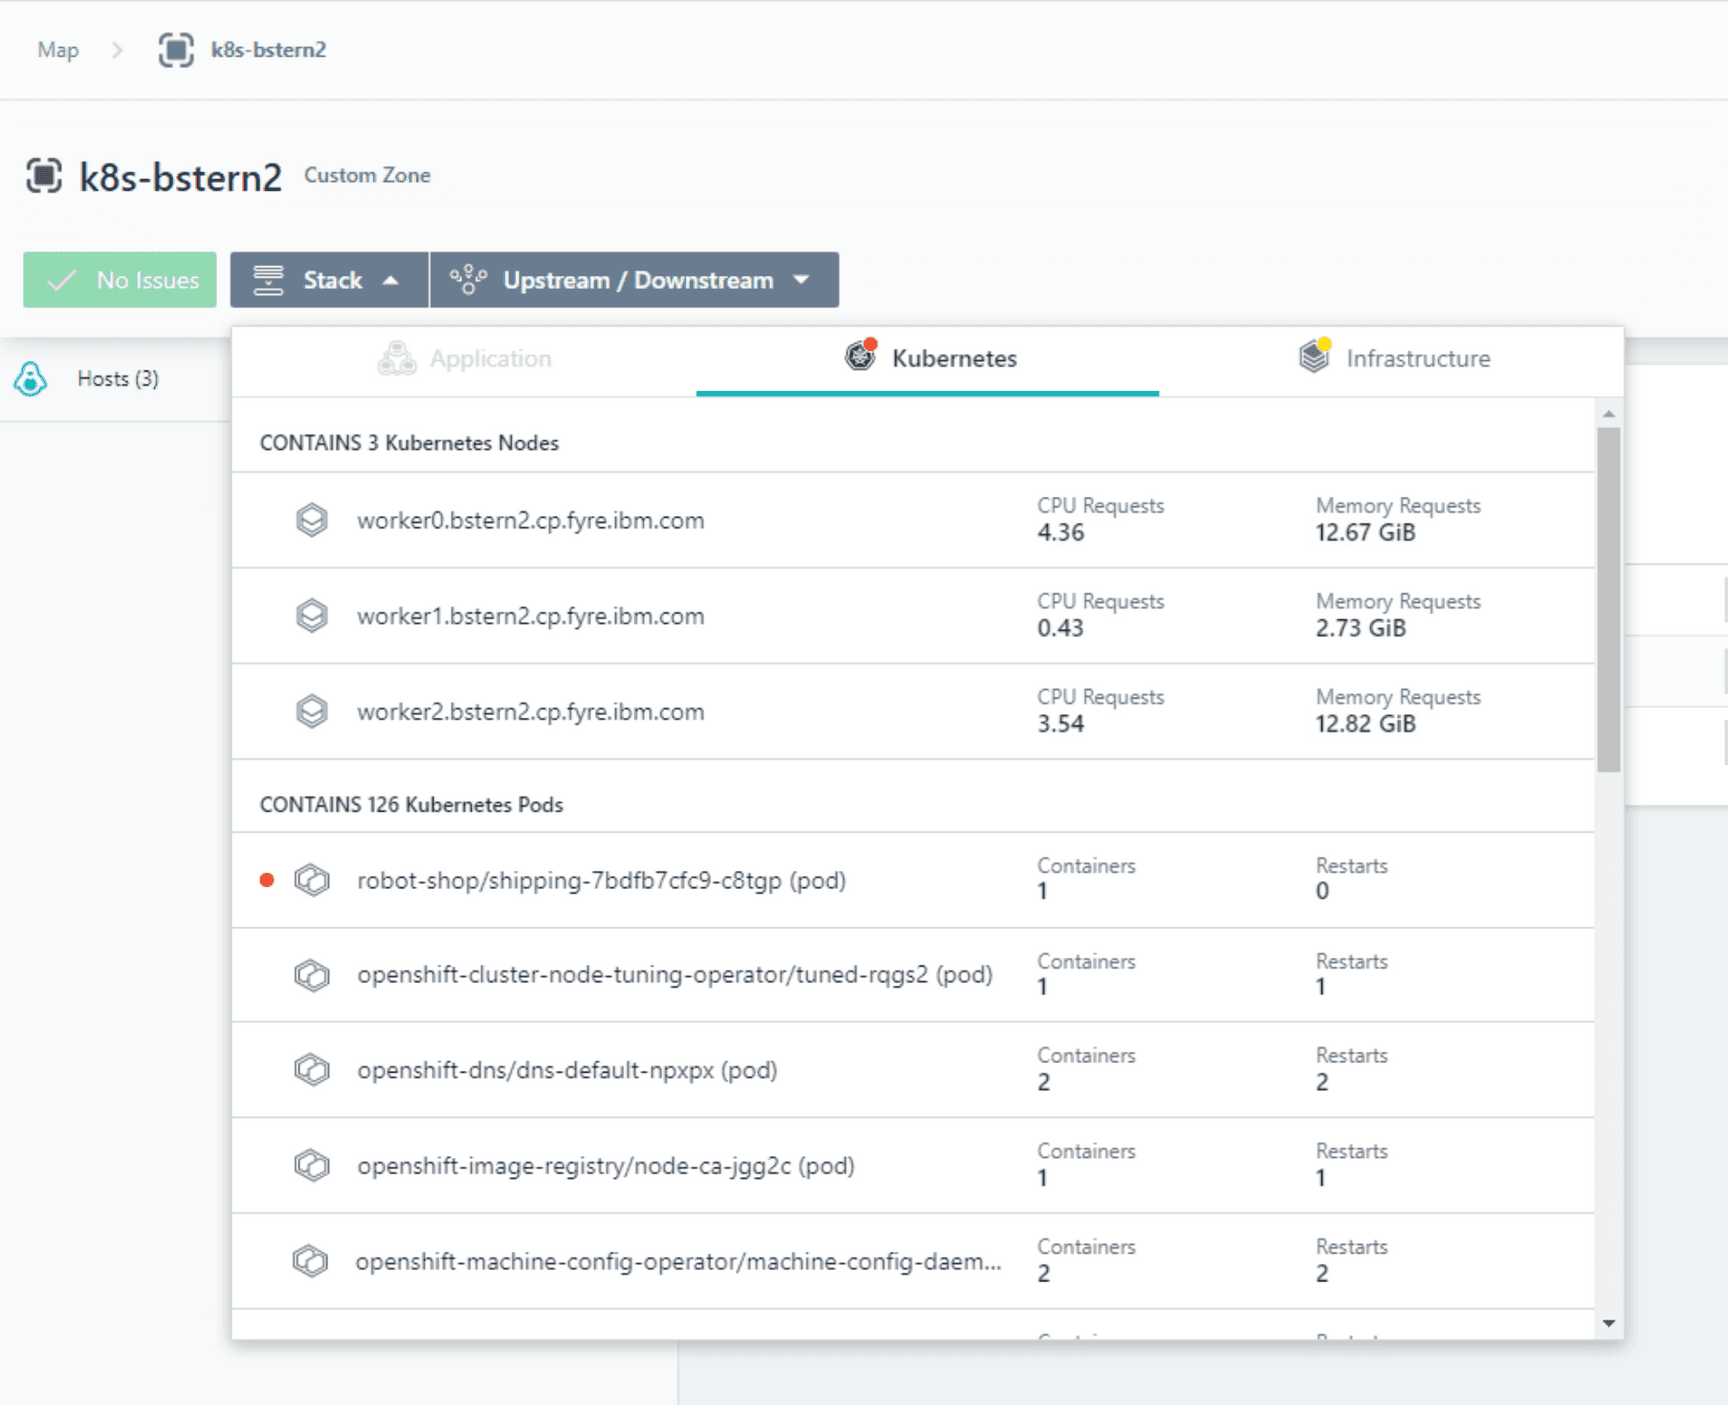 Map > k8s-bstern2
k8s-bstern2 Custom Zone
No Issues Stack Upstream / Downstream
Hosts (3)
Application Kubernetes Infrastructure
CONTAINS 3 Kubernetes Nodes
worker0.bstern2.cp.fyre.ibm.com CPU Requests 4.36 Memory Requests 12.67 GiB
worker1.bstern2.cp.fyre.ibm.com CPU Requests 0.43 Memory Requests 2.73 GiB
worker2.bstern2.cp.fyre.ibm.com CPU Requests 3.54 Memory Requests 12.82 GiB
CONTAINS 126 Kubernetes Pods
robot-shop/shipping-7bdfb7cfc9-c8tgp (pod) Containers 1 Restarts 0
openshift-cluster-node-tuning-operator/tuned-rqgs2 (pod) Containers 1 Restarts 1
openshift-dns/dns-default-npxpx (pod) Containers 2 Restarts 2
openshift-image-registry/node-ca-jgg2c (pod) Containers 1 Restarts 1
openshift-machine-config-operator/machine-config-daem... Containers 2 Restarts 2